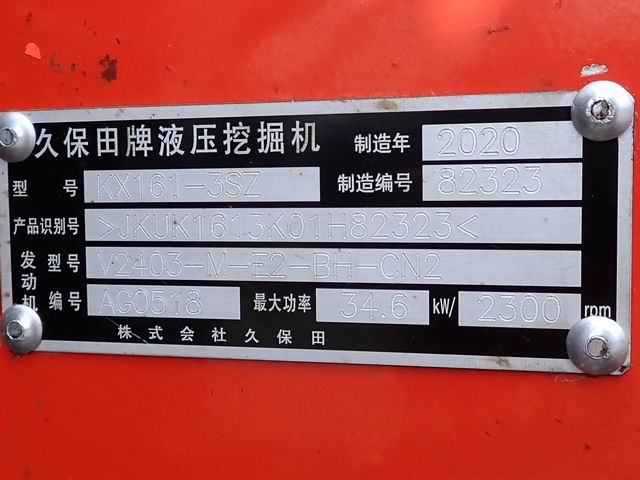 久保田牌液压挖掘机 制造年 2020
型号 KX161-3SZ 制造编号 82323
产品识别号 >JKUK1613K01H82323<
发动机 型号 V2403-M-E2-BH-CN2
编号 AG0518 最大功率 34.6 kW/ 2300 rpm
株式会社久保田